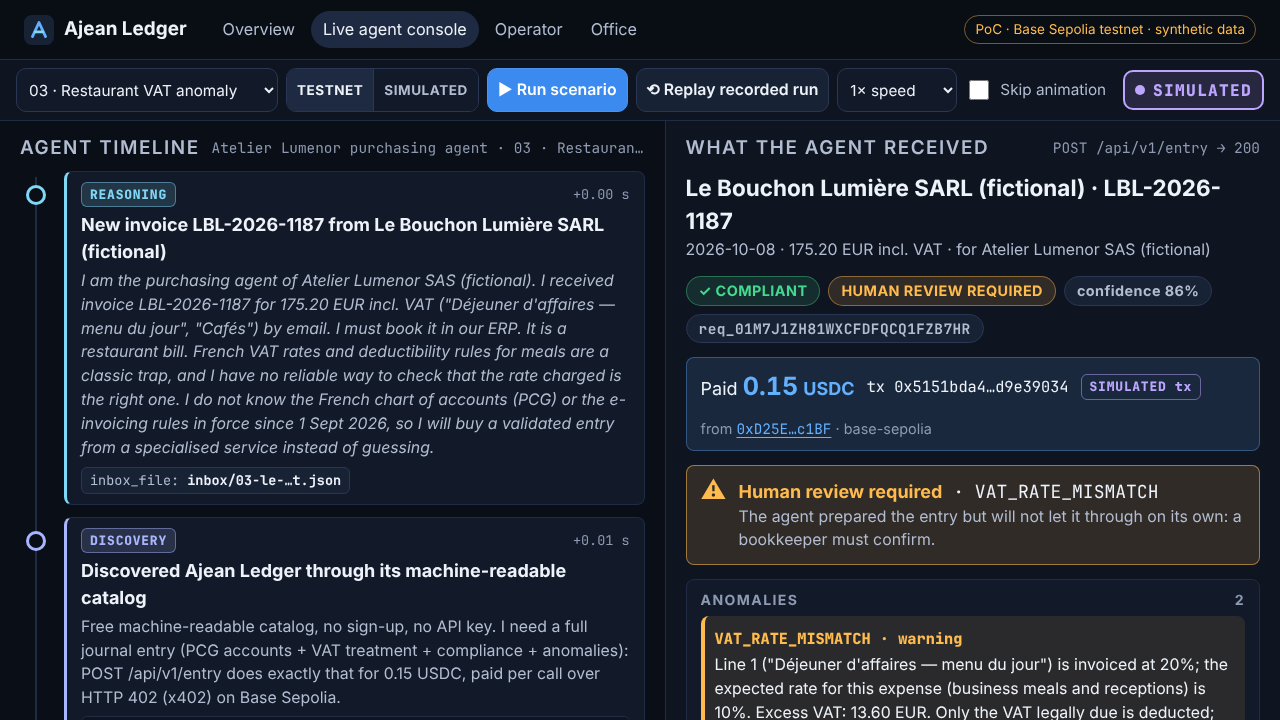 Ajean Ledger
Overview
Live agent console
Operator
Office
PoC · Base Sepolia testnet · synthetic data
03 · Restaurant VAT anomaly
TESTNET
SIMULATED
▶ Run scenario
⟲ Replay recorded run
1× speed
Skip animation
SIMULATED
AGENT TIMELINE
Atelier Lumenor purchasing agent · 03 · Restauran…
REASONING
+0.00 s
New invoice LBL-2026-1187 from Le Bouchon Lumière SARL
(fictional)
I am the purchasing agent of Atelier Lumenor SAS (fictional). I received
invoice LBL-2026-1187 for 175.20 EUR incl. VAT ("Déjeuner d'affaires —
menu du jour", "Cafés") by email. I must book it in our ERP. It is a
restaurant bill. French VAT rates and deductibility rules for meals are a
classic trap, and I have no reliable way to check that the rate charged is
the right one. I do not know the French chart of accounts (PCG) or the e-
invoicing rules in force since 1 Sept 2026, so I will buy a validated entry
from a specialised service instead of guessing.
inbox_file: inbox/03-le-…t.json
DISCOVERY
+0.01 s
Discovered Ajean Ledger through its machine-readable
catalog
Free machine-readable catalog, no sign-up, no API key. I need a full
journal entry (PCG accounts + VAT treatment + compliance + anomalies):
POST /api/v1/entry does exactly that for 0.15 USDC, paid per call over
HTTP 402 (x402) on Base Sepolia.
WHAT THE AGENT RECEIVED
POST /api/v1/entry → 200
Le Bouchon Lumière SARL (fictional) · LBL-2026-
1187
2026-10-08 · 175.20 EUR incl. VAT · for Atelier Lumenor SAS (fictional)
✓ COMPLIANT
HUMAN REVIEW REQUIRED
confidence 86%
req_01M7J1ZH81WXCFDFQCQ1FZB7HR
Paid 0.15 USDC tx 0x5151bda4…d9e39034 SIMULATED tx
from 0xD25E…c1BF · base-sepolia
Human review required · VAT_RATE_MISMATCH
The agent prepared the entry but will not let it through on its own: a
bookkeeper must confirm.
ANOMALIES
2
VAT_RATE_MISMATCH · warning
Line 1 ("Déjeuner d'affaires — menu du jour") is invoiced at 20%; the
expected rate for this expense (business meals and receptions) is
10%. Excess VAT: 13.60 EUR. Only the VAT legally due is deducted;